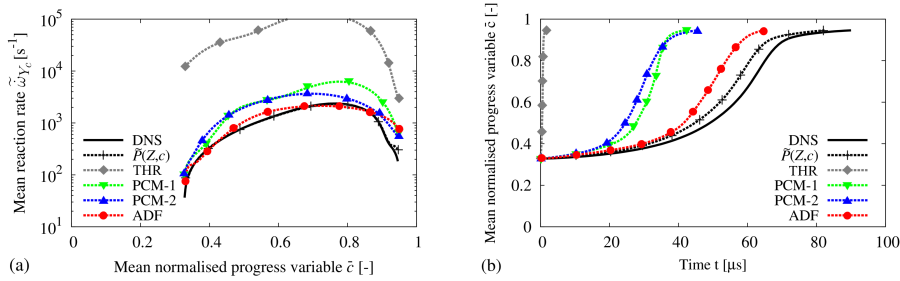 10^5
10^4
10^3
10^2
10^1
Mean reaction rate \widetilde{\dot{ω}}_{Y_c} [s^{-1}]
DNS
P̃(Z,c)
THR
PCM-1
PCM-2
ADF
0 0.2 0.4 0.6 0.8 1
(a) Mean normalised progress variable c̃ [-]
1
0.8
0.6
0.4
0.2
0
Mean normalised progress variable c̃ [-]
DNS
P̃(Z,c)
THR
PCM-1
PCM-2
ADF
0 20 40 60 80 100
(b) Time t [μs]